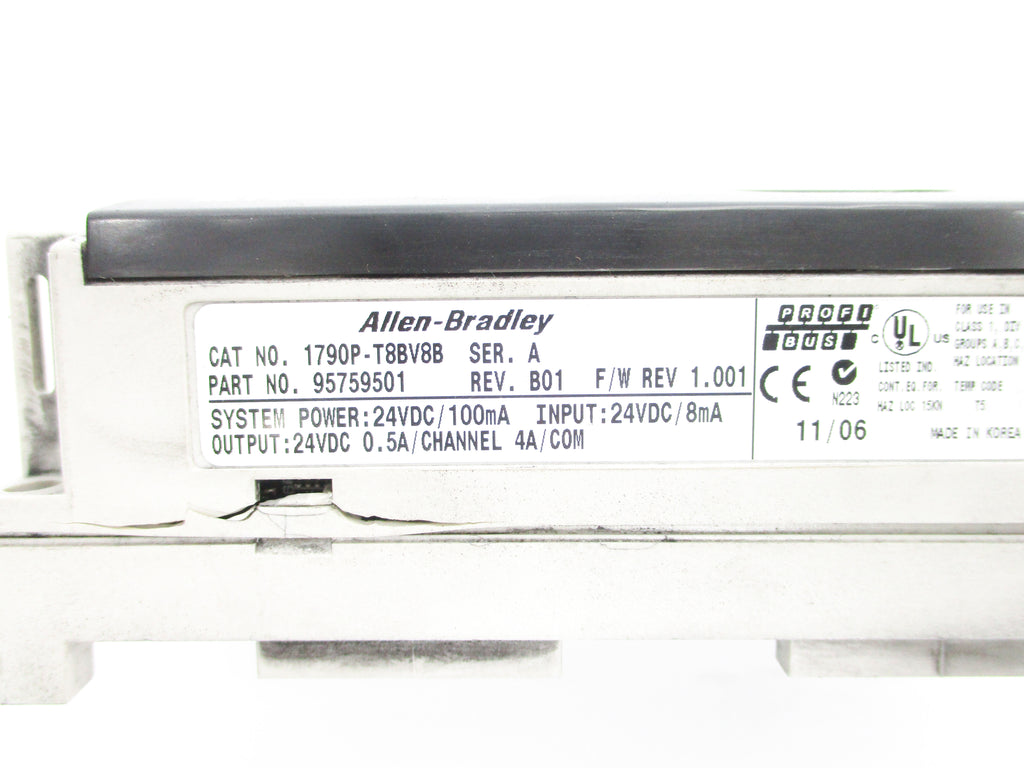 Allen-Bradley
CAT NO. 1790P-T8BV8B SER. A
PART NO. 95759501 REV. B01 F/W REV 1.001
SYSTEM POWER:24VDC/100mA INPUT:24VDC/8mA
OUTPUT:24VDC 0.5A/CHANNEL 4A/COM
PROFI
BUS
CE
N223
11/06
C UL US
LISTED IND.
CONT.EQ.FOR.
HAZ LOC 15KN
FOR USE IN
CLASS 1, DIV
GROUPS A,B,C
HAZ LOCATION
TEMP CODE
T5
MADE IN KOREA